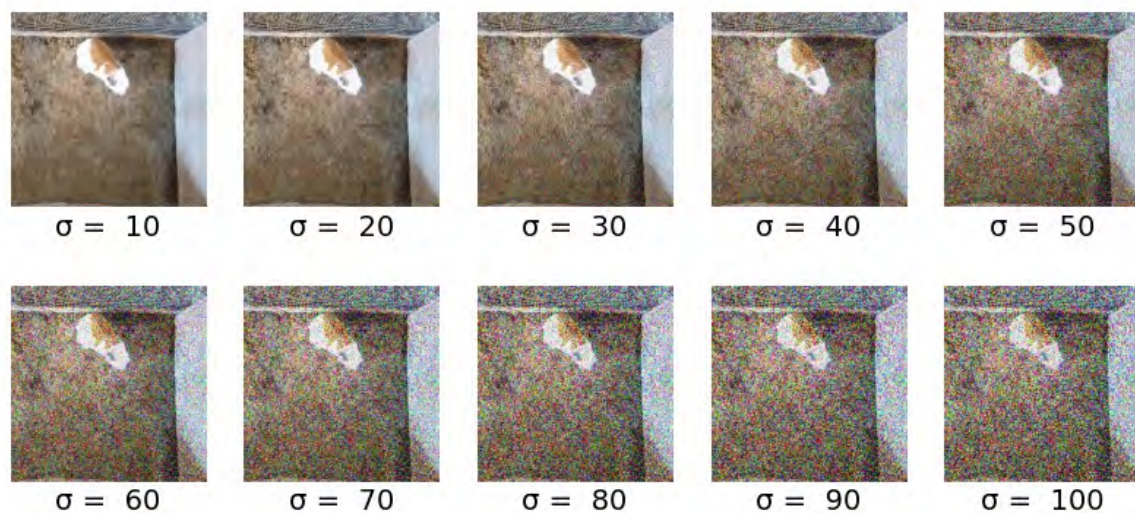 σ = 10 σ = 20 σ = 30 σ = 40 σ = 50
σ = 60 σ = 70 σ = 80 σ = 90 σ = 100